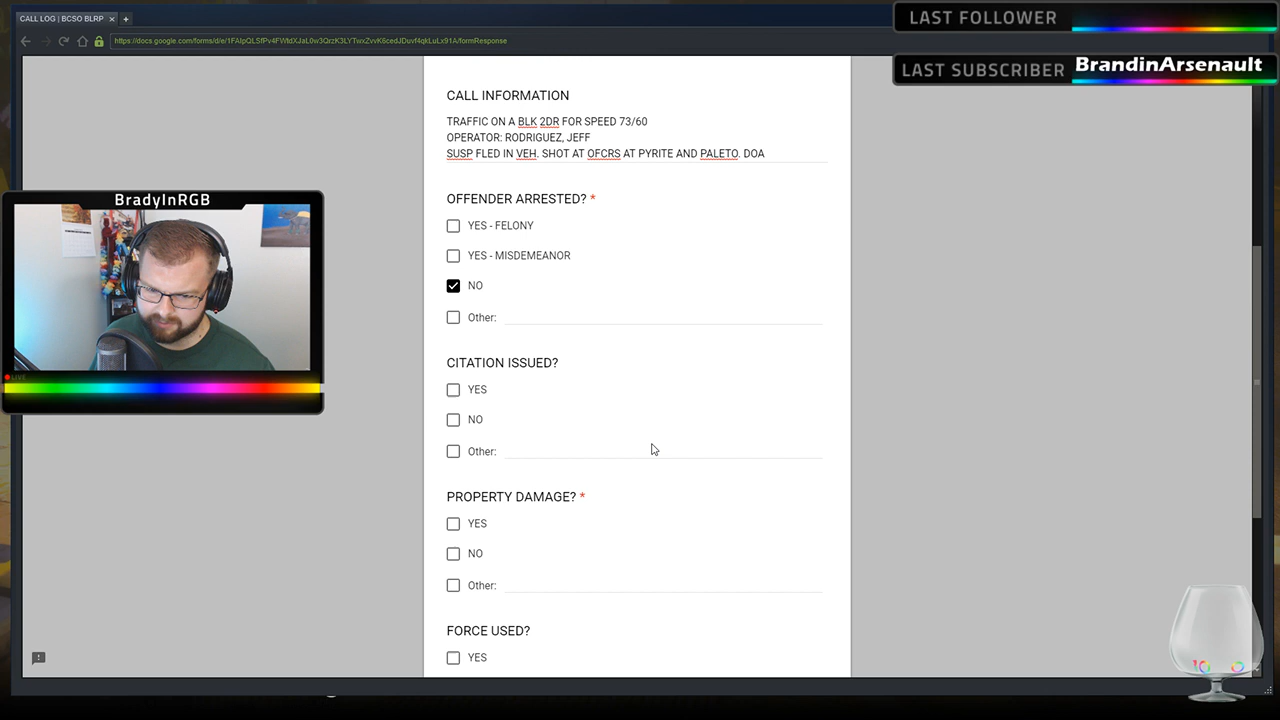 CALL LOG | BCSO BLRP
LAST FOLLOWER
LAST SUBSCRIBER BrandinArsenault
CALL INFORMATION
TRAFFIC ON A BLK 2DR FOR SPEED 73/60
OPERATOR: RODRIGUEZ, JEFF
SUSP FLED IN VEH. SHOT AT OFCRS AT PYRITE AND PALETO. DOA
BradyInRGB
LIVE
OFFENDER ARRESTED? *
YES - FELONY
YES - MISDEMEANOR
NO
Other:
CITATION ISSUED?
YES
NO
Other:
PROPERTY DAMAGE? *
YES
NO
Other:
FORCE USED?
YES